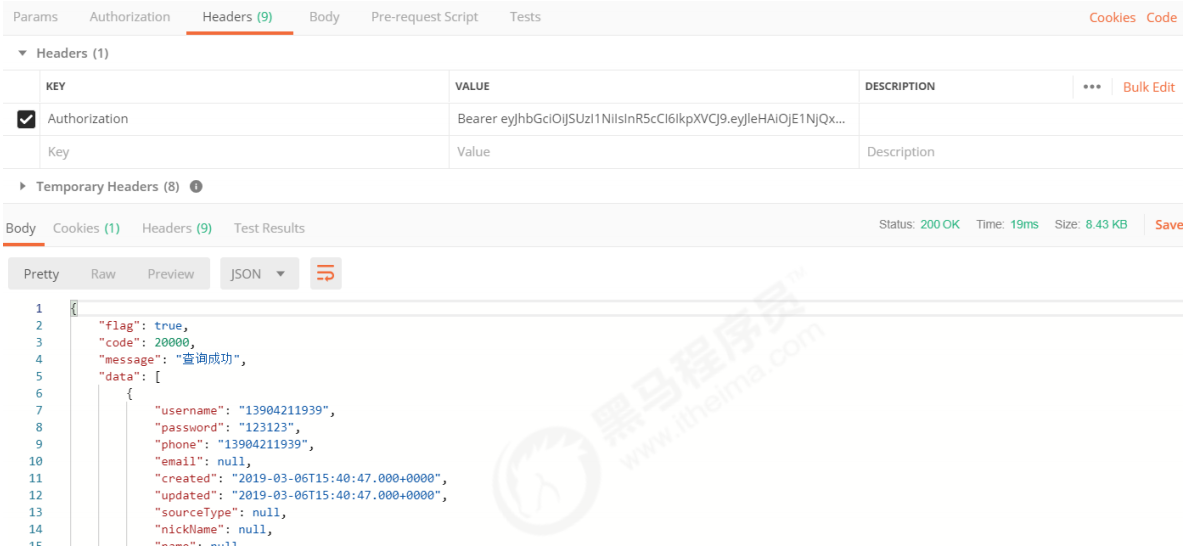 Params Authorization Headers (9) Body Pre-request Script Tests Cookies Code
Headers (1)
KEY VALUE DESCRIPTION ••• Bulk Edit
Authorization Bearer eyJhbGciOiJSUzI1NiIsInR5cCI6IkpXVCJ9.eyJleHAiOjE1NjQx...
Key Value Description
Temporary Headers (8)
Body Cookies (1) Headers (9) Test Results Status: 200 OK Time: 19ms Size: 8.43 KB Save
Pretty Raw Preview JSON
1 {
2 "flag": true,
3 "code": 20000,
4 "message": "查询成功",
5 "data": [
6 {
7 "username": "13904211939",
8 "password": "123123",
9 "phone": "13904211939",
10 "email": null,
11 "created": "2019-03-06T15:40:47.000+0000",
12 "updated": "2019-03-06T15:40:47.000+0000",
13 "sourceType": null,
14 "nickName": null,
15 "name": null
黑马程序员™
www.itheima.com